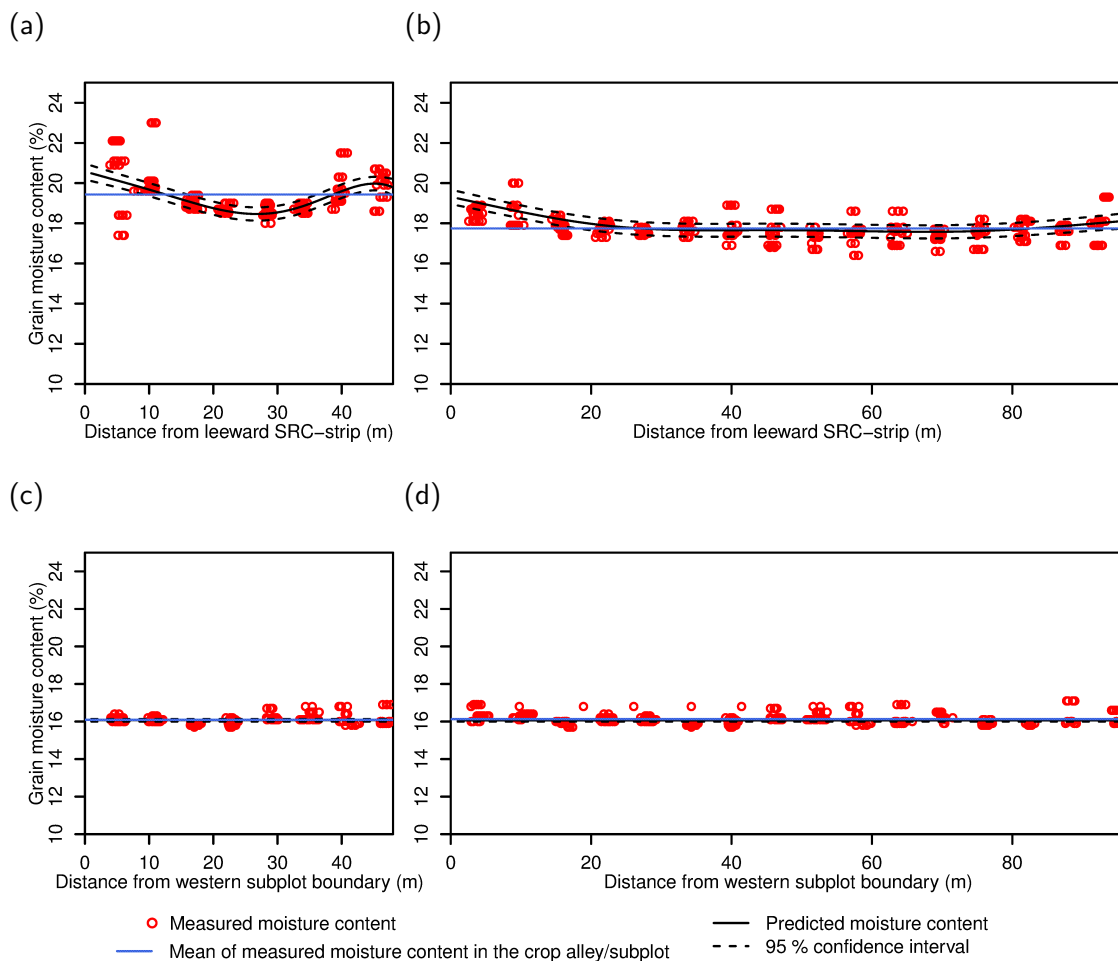 (a)
(b)
Grain moisture content (%)
10 12 14 16 18 20 22 24
10 12 14 16 18 20 22 24
0 10 20 30 40
0 20 40 60 80
Distance from leeward SRC−strip (m)
Distance from leeward SRC−strip (m)
(c)
(d)
Grain moisture content (%)
10 12 14 16 18 20 22 24
10 12 14 16 18 20 22 24
0 10 20 30 40
0 20 40 60 80
Distance from western subplot boundary (m)
Distance from western subplot boundary (m)
Measured moisture content
Predicted moisture content
Mean of measured moisture content in the crop alley/subplot
95 % confidence interval